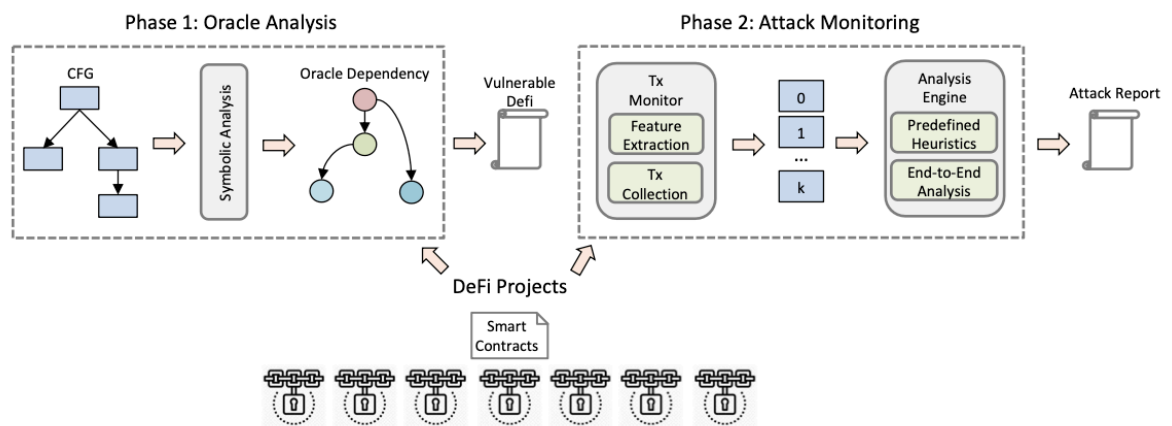 Phase 1: Oracle Analysis
CFG
Symbolic Analysis
Oracle Dependency
Vulnerable
Defi
Phase 2: Attack Monitoring
Tx
Monitor
Feature
Extraction
Tx
Collection
0
1
...
k
Analysis
Engine
Predefined
Heuristics
End-to-End
Analysis
Attack Report
DeFi Projects
Smart
Contracts